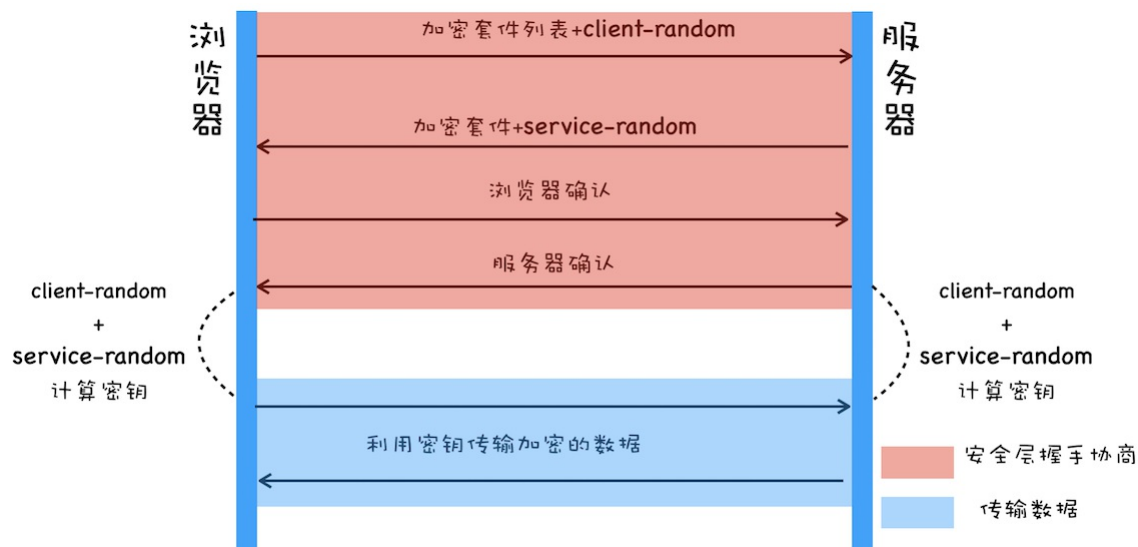 浏览器
服务器
加密套件列表+client-random
加密套件+service-random
浏览器确认
服务器确认
client-random
+
service-random
计算密钥
client-random
+
service-random
计算密钥
利用密钥传输加密的数据
安全层握手协商
传输数据